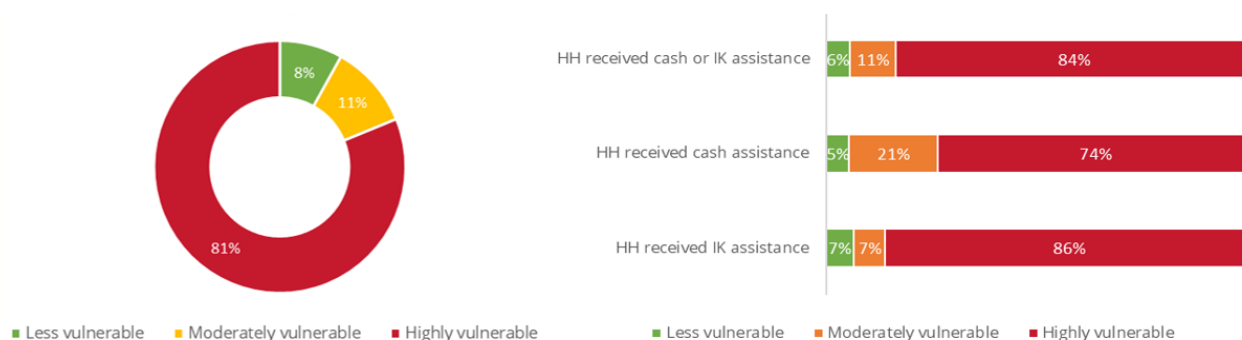 8%
11%
81%
Less vulnerable Moderately vulnerable Highly vulnerable
HH received cash or IK assistance 6% 11% 84%
HH received cash assistance 5% 21% 74%
HH received IK assistance 7% 7% 86%
Less vulnerable Moderately vulnerable Highly vulnerable